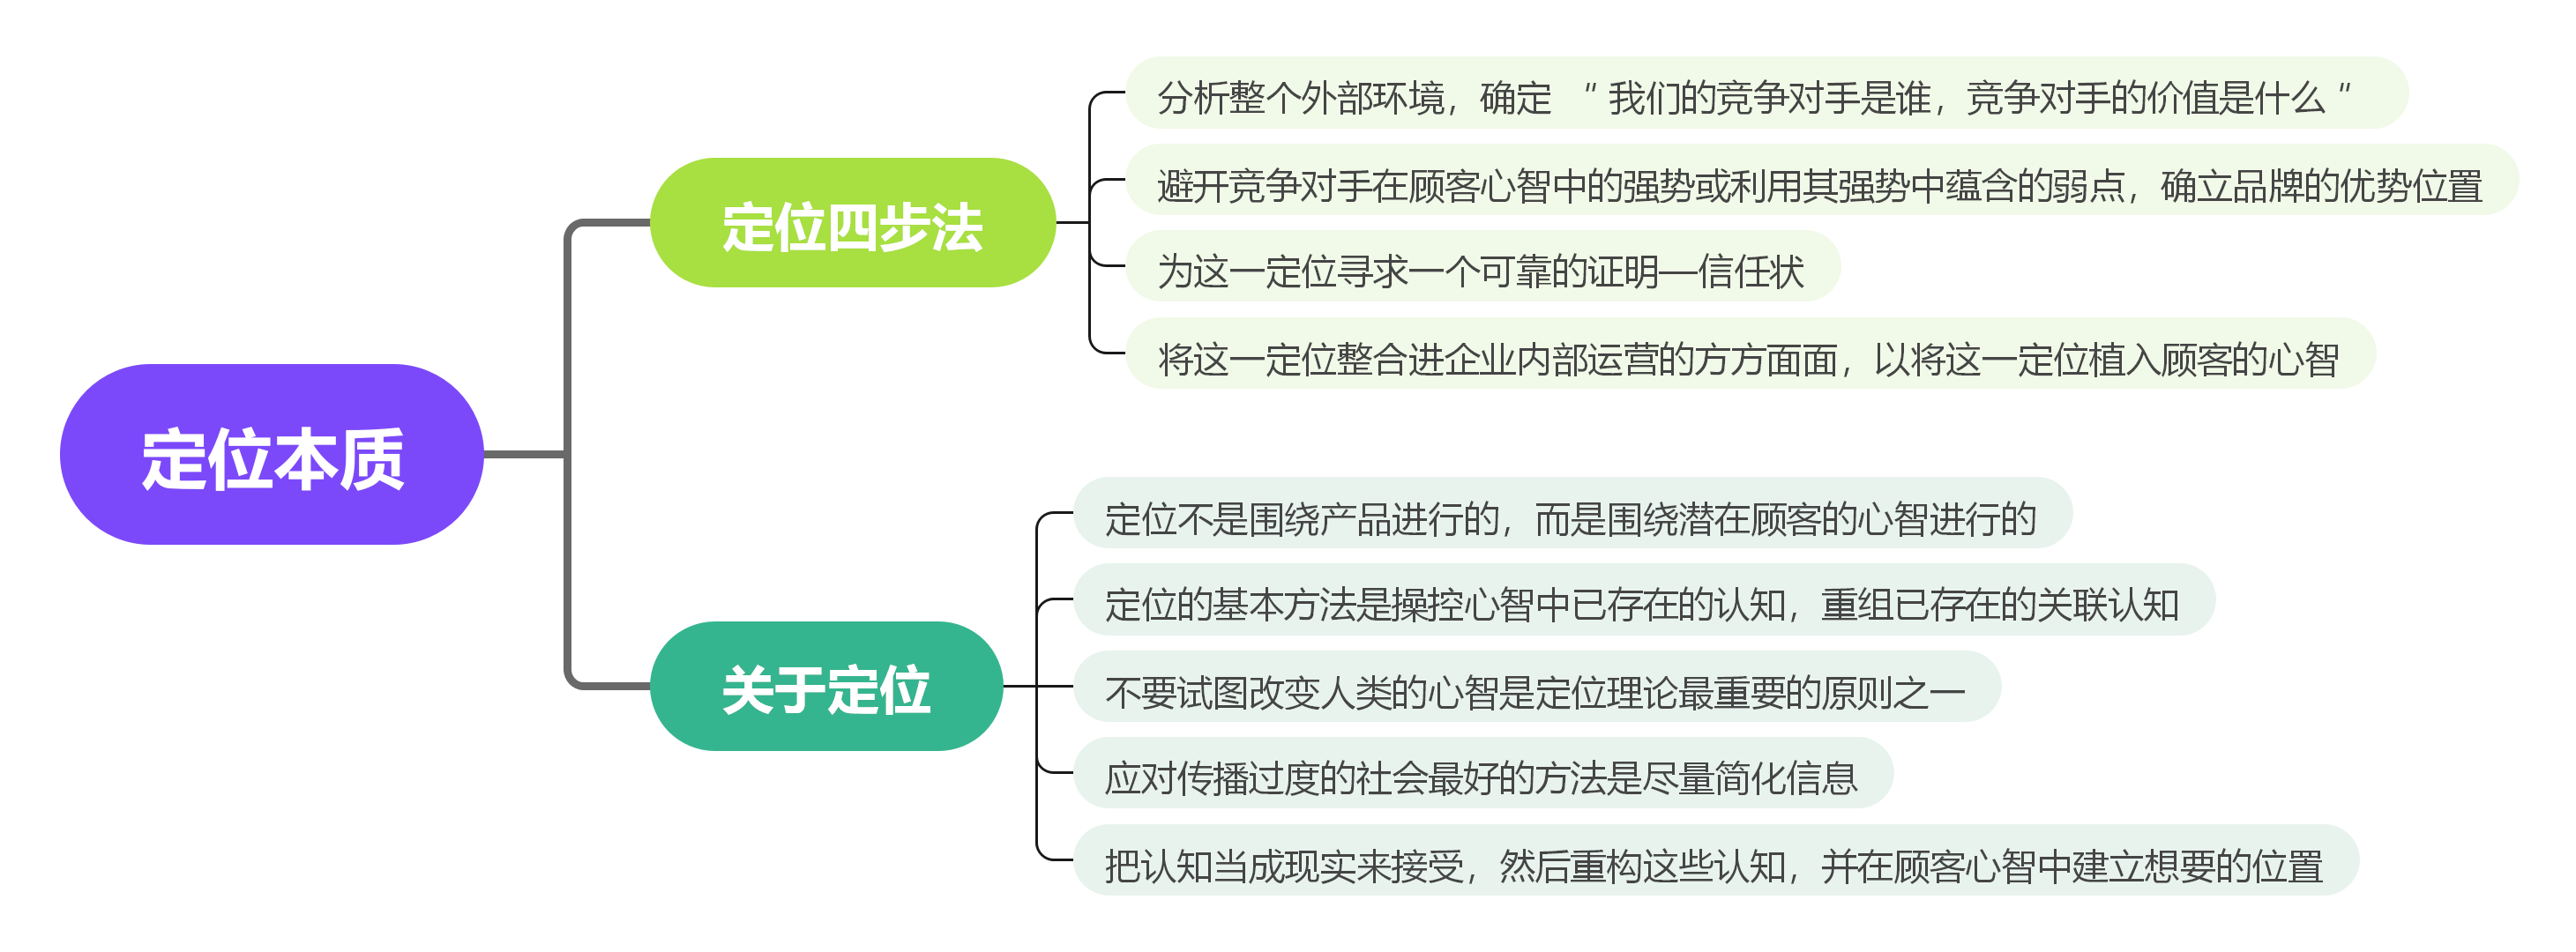 定位本质
定位四步法
分析整个外部环境，确定 ＂我们的竞争对手是谁，竞争对手的价值是什么＂
避开竞争对手在顾客心智中的强势或利用其强势中蕴含的弱点，确立品牌的优势位置
为这一定位寻求一个可靠的证明—信任状
将这一定位整合进企业内部运营的方方面面，以将这一定位植入顾客的心智
关于定位
定位不是围绕产品进行的，而是围绕潜在顾客的心智进行的
定位的基本方法是操控心智中已存在的认知，重组已存在的关联认知
不要试图改变人类的心智是定位理论最重要的原则之一
应对传播过度的社会最好的方法是尽量简化信息
把认知当成现实来接受，然后重构这些认知，并在顾客心智中建立想要的位置